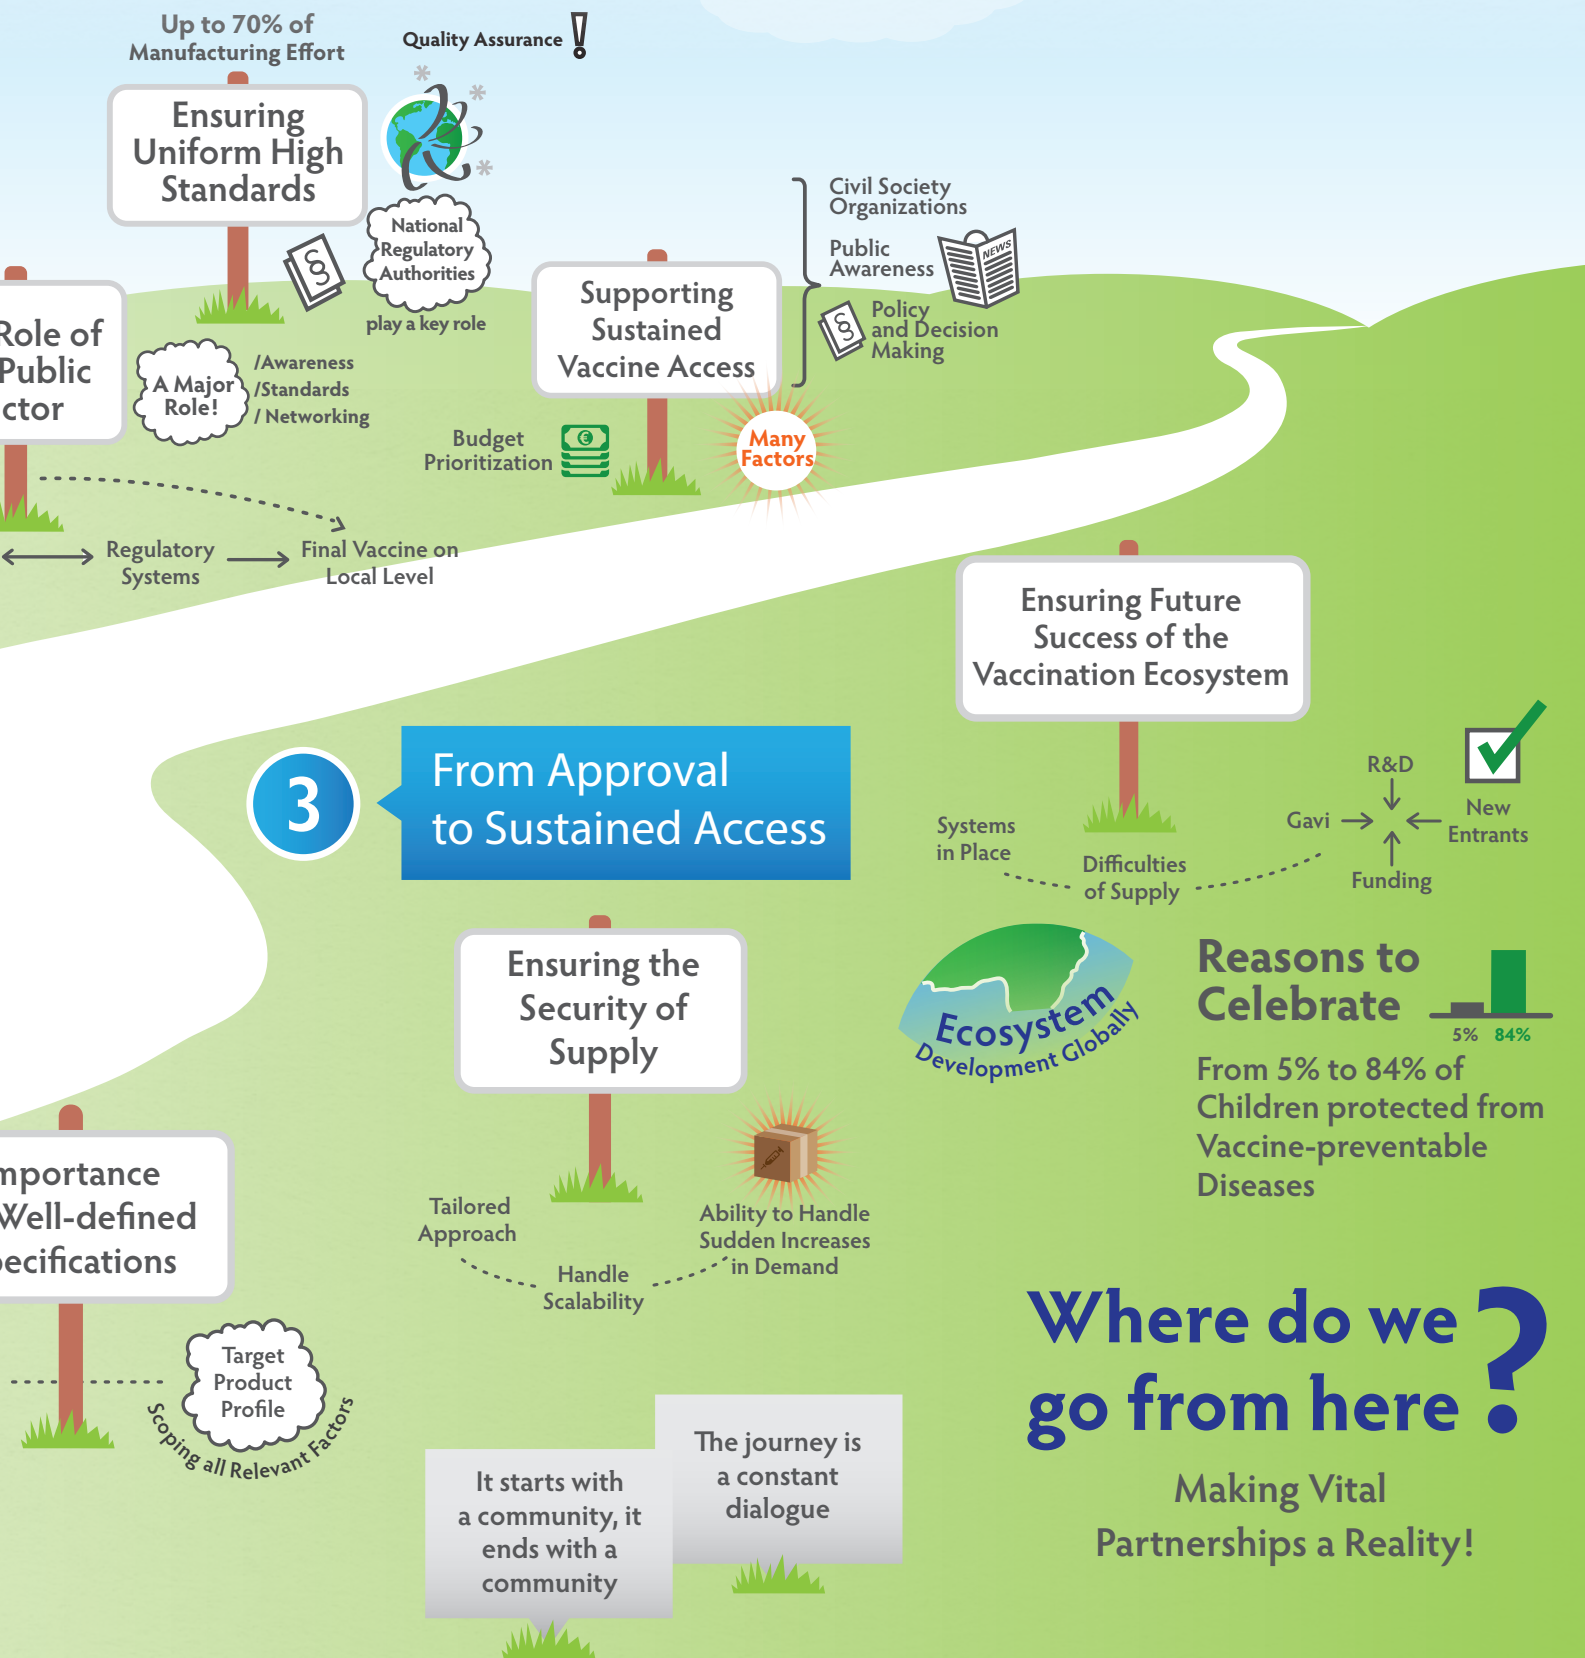 Up to 70% of
Manufacturing Effort
Quality Assurance !
Ensuring
Uniform High
Standards
National
Regulatory
Authorities
play a key role
§
Role of
Public
ctor
A Major
Role!
/Awareness
/Standards
/ Networking
Regulatory
Systems
Final Vaccine on
Local Level
Supporting
Sustained
Vaccine Access
Civil Society
Organizations
Public
Awareness
NEWS
§
Policy
and Decision
Making
Budget
Prioritization
€
Many
Factors
3
From Approval
to Sustained Access
Ensuring Future
Success of the
Vaccination Ecosystem
Systems
in Place
Difficulties
of Supply
R&D
Gavi
New
Entrants
Funding
Ecosystem
Development Globally
Reasons to
Celebrate
5% 84%
From 5% to 84% of
Children protected from
Vaccine-preventable
Diseases
Ensuring the
Security of
Supply
Tailored
Approach
Handle
Scalability
Ability to Handle
Sudden Increases
in Demand
mportance
Well-defined
ecifications
Target
Product
Profile
Scoping all Relevant Factors
It starts with
a community, it
ends with a
community
The journey is
a constant
dialogue
Where do we
go from here ?
Making Vital
Partnerships a Reality!